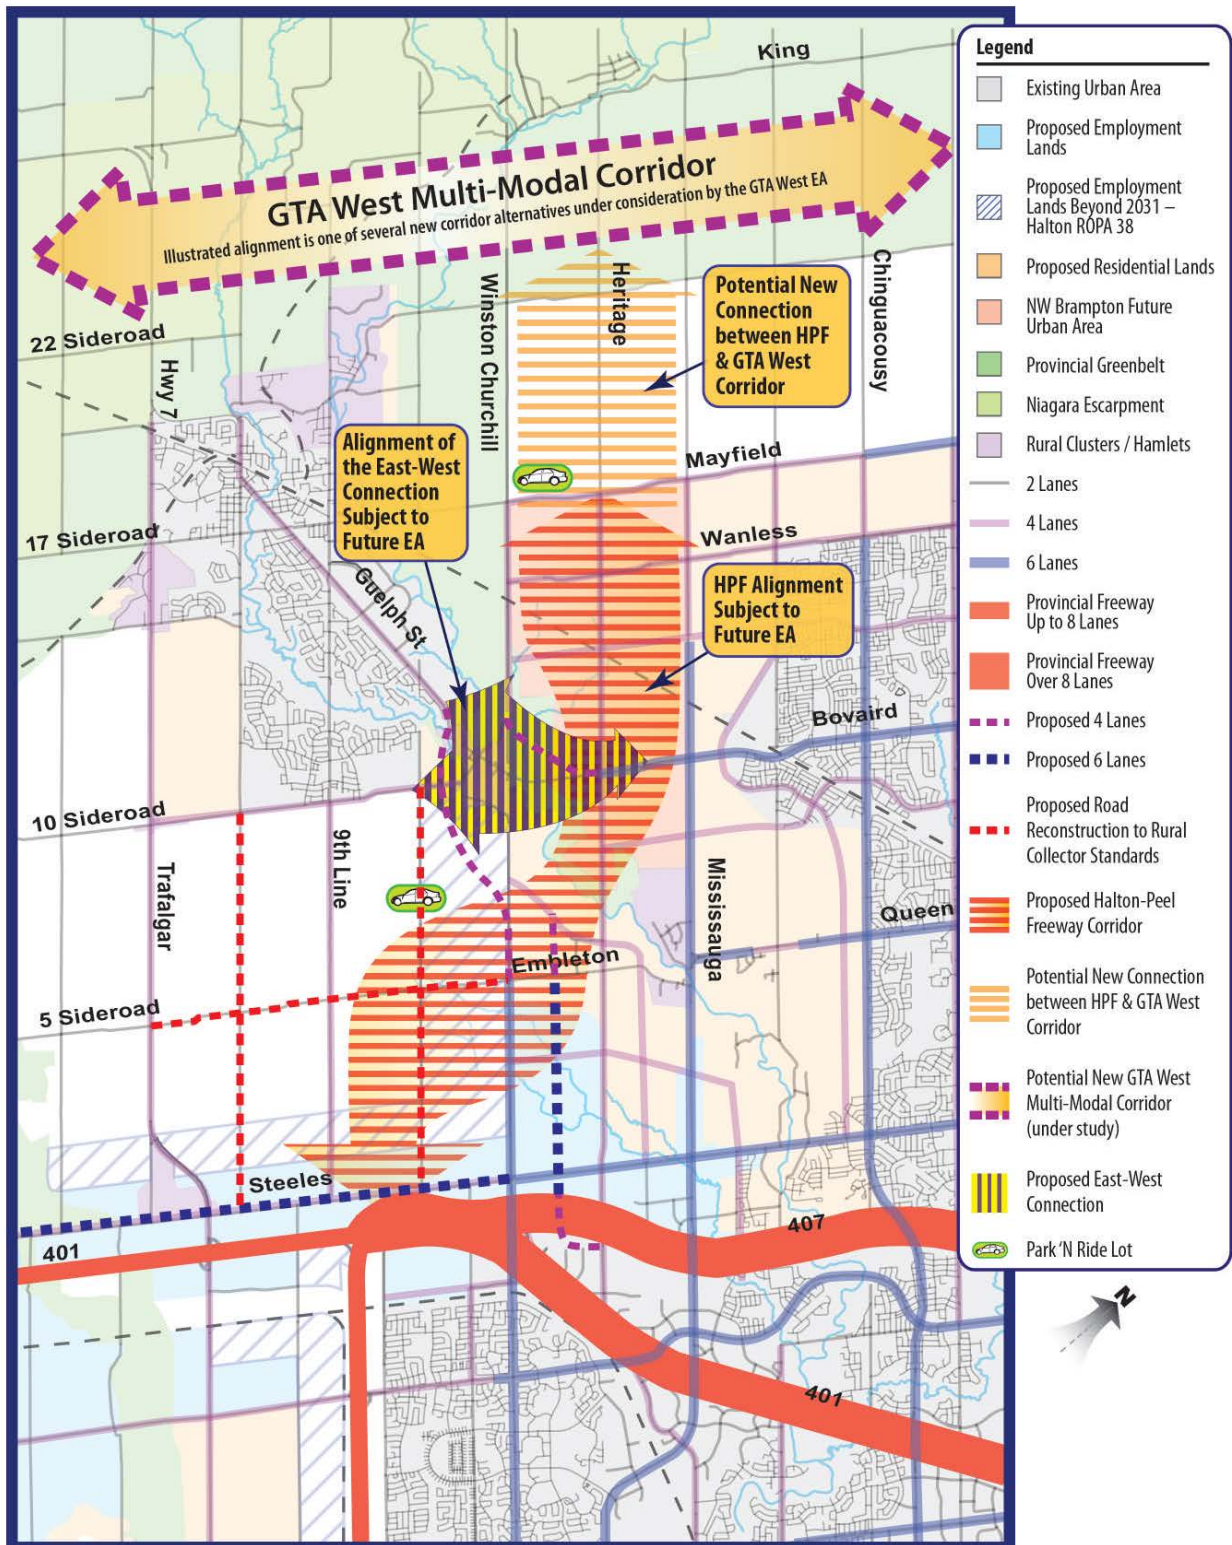 King
GTA West Multi-Modal Corridor
Illustrated alignment is one of several new corridor alternatives under consideration by the GTA West EA
22 Sideroad
Hwy 7
Winston Churchill
Heritage
Chinguacousy
Potential New
Connection
between HPF
& GTA West
Corridor
Alignment of
the East-West
Connection
Subject to
Future EA
Mayfield
17 Sideroad
Wanless
Guelph St
HPF Alignment
Subject to
Future EA
Bovaird
10 Sideroad
9th Line
Trafalgar
Mississauga
Queen
Embleton
5 Sideroad
Steeles
401
407
401
Legend
Existing Urban Area
Proposed Employment
Lands
Proposed Employment
Lands Beyond 2031 –
Halton ROPA 38
Proposed Residential Lands
NW Brampton Future
Urban Area
Provincial Greenbelt
Niagara Escarpment
Rural Clusters / Hamlets
2 Lanes
4 Lanes
6 Lanes
Provincial Freeway
Up to 8 Lanes
Provincial Freeway
Over 8 Lanes
Proposed 4 Lanes
Proposed 6 Lanes
Proposed Road
Reconstruction to Rural
Collector Standards
Proposed Halton-Peel
Freeway Corridor
Potential New Connection
between HPF & GTA West
Corridor
Potential New GTA West
Multi-Modal Corridor
(under study)
Proposed East-West
Connection
Park ‘N Ride Lot
N